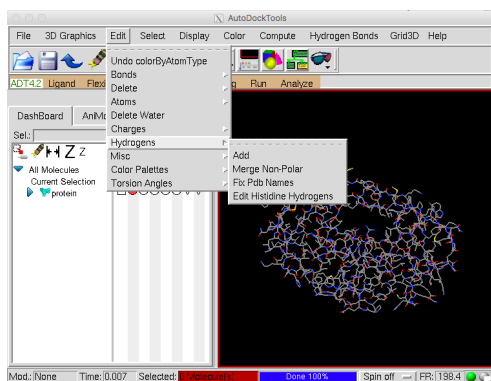 AutoDockTools
File 3D Graphics Edit Select Display Color Compute Hydrogen Bonds Grid3D Help
ADT4.2 Ligand Run Analyze
Undo colorByAtomType
Bonds
Delete
Atoms
Delete Water
Charges
Hydrogens
Misc
Color Palettes
Torsion Angles
Add
Merge Non-Polar
Fix Pdb Names
Edit Histidine Hydrogens
DashBoard
Sel.:
Z Z
All Molecules
Current Selection
protein
Mod.: None Time: 0.007 Selected: 0 Molecule(s) Done 100% Spin off FR: 198.4